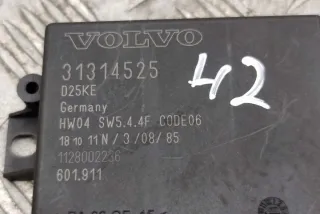 VOLVO
31314525
42
D25KE
Germany
HW04 SW5.4.4F CODE06
18 10 11 N / 3 / 08 / 85
1128002236
601.911